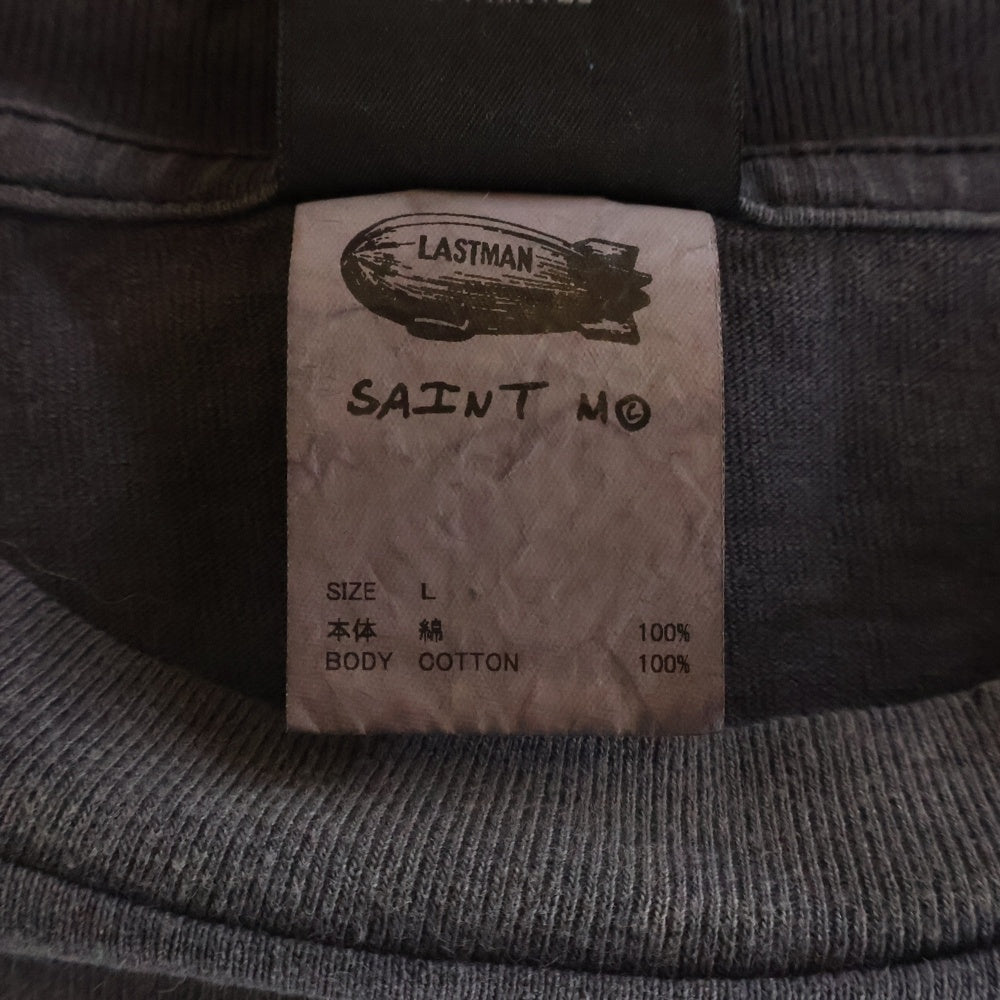 LASTMAN
SAINT M©
SIZE L
本体 綿 100%
BODY COTTON 100%